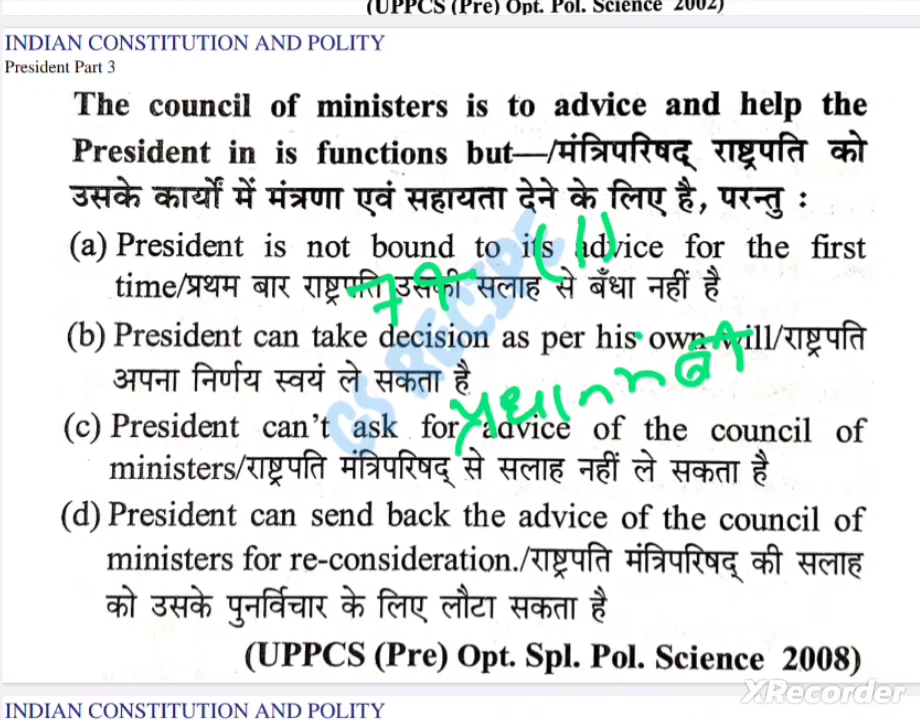 (UPPCS (Pre) Opt. Pol. Science 2002)
INDIAN CONSTITUTION AND POLITY
President Part 3
The council of ministers is to advice and help the
President in is functions but—/मंत्रिपरिषद् राष्ट्रपति को
उसके कार्यों में मंत्रणा एवं सहायता देने के लिए है, परन्तु :
(a) President is not bound to its advice for the first
time/प्रथम बार राष्ट्रपति उसकी सलाह से बँधा नहीं है
(b) President can take decision as per his own will/राष्ट्रपति
अपना निर्णय स्वयं ले सकता है
(c) President can't ask for advice of the council of
ministers/राष्ट्रपति मंत्रिपरिषद् से सलाह नहीं ले सकता है
(d) President can send back the advice of the council of
ministers for re-consideration./राष्ट्रपति मंत्रिपरिषद् की सलाह
को उसके पुनर्विचार के लिए लौटा सकता है
(UPPCS (Pre) Opt. Spl. Pol. Science 2008)
GS RECIPE
XRecorder
INDIAN CONSTITUTION AND POLITY